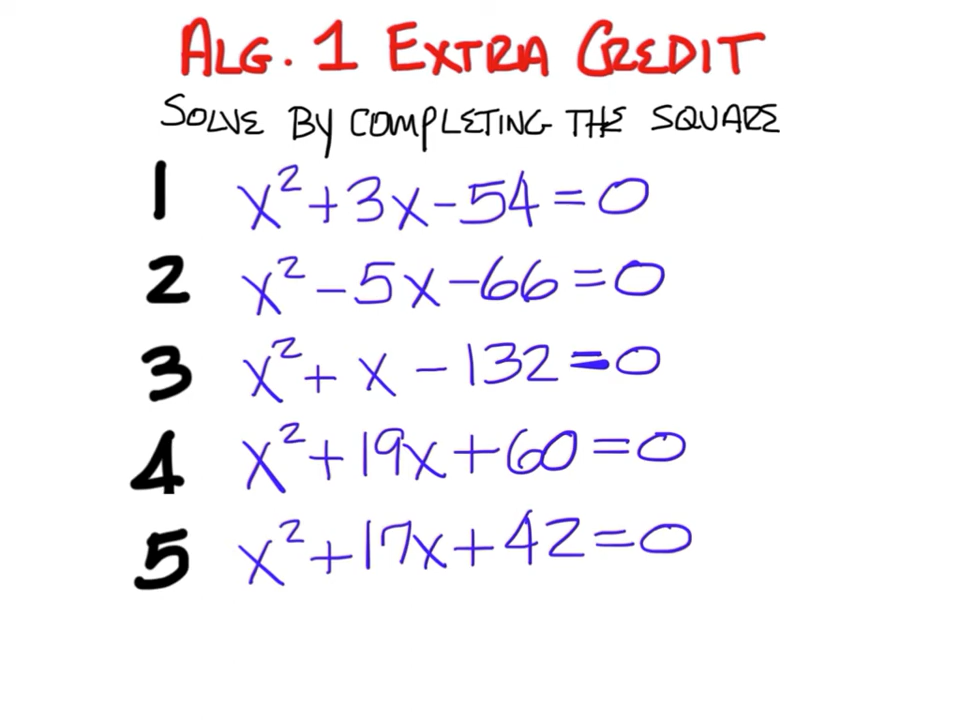 ALG. 1 EXTRA CREDIT
SOLVE BY COMPLETING THE SQUARE
1 x²+3x-54=0
2 x²-5x-66=0
3 x²+x-132=0
4 x²+19x+60=0
5 x²+17x+42=0